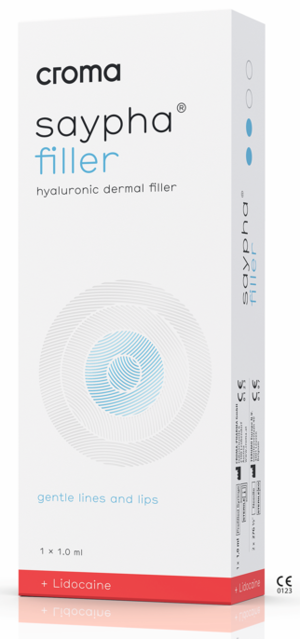 croma
saypha®
filler
hyaluronic dermal filler
gentle lines and lips
1 x 1.0 ml
+ Lidocaine
saypha®
filler
+ Lidocaine
CE
0123